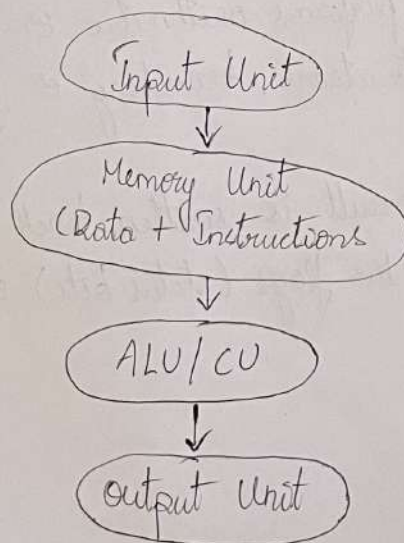 Input Unit
Memory Unit
(Data + Instructions
ALU/CU
Output Unit